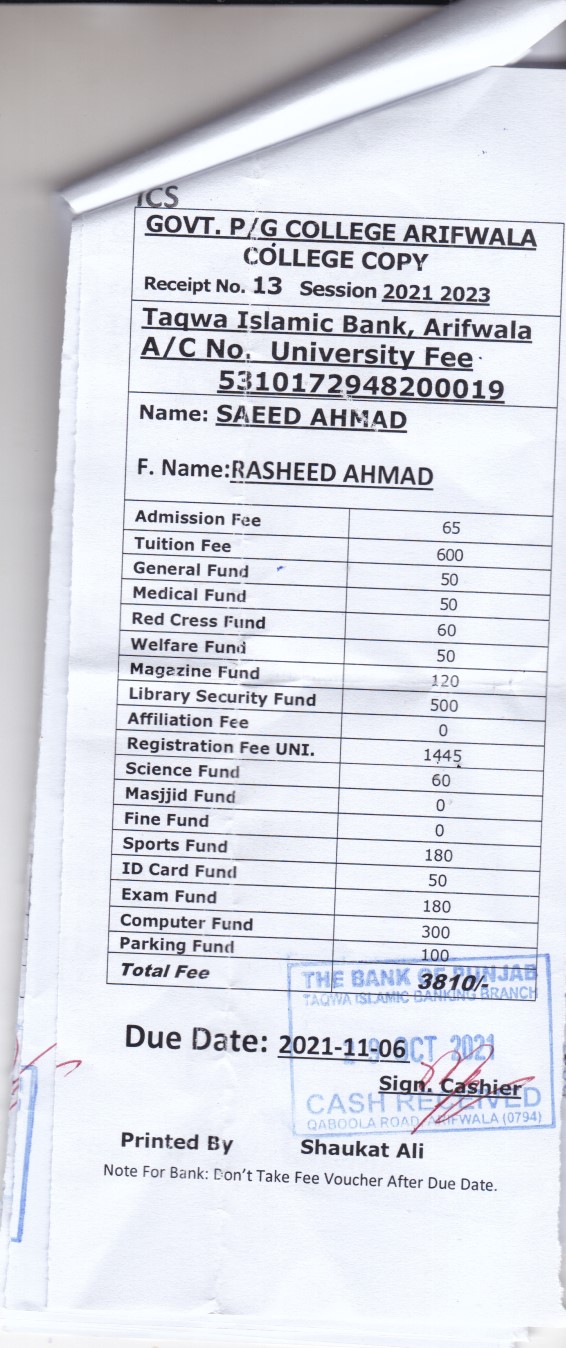 ICS
GOVT. P/G COLLEGE ARIFWALA
COLLEGE COPY
Receipt No. 13 Session 2021 2023
Taqwa Islamic Bank, Arifwala
A/C No. University Fee
5310172948200019
Name: SAEED AHMAD
F. Name:RASHEED AHMAD
Admission Fee 65
Tuition Fee 600
General Fund 50
Medical Fund 50
Red Cress Fund 60
Welfare Fund 50
Magazine Fund 120
Library Security Fund 500
Affiliation Fee 0
Registration Fee UNI. 1445
Science Fund 60
Masjjid Fund 0
Fine Fund 0
Sports Fund 180
ID Card Fund 50
Exam Fund 180
Computer Fund 300
Parking Fund 100
Total Fee 3810/-
THE BANK OF PUNJAB
TAQWA ISLAMIC BANKING BRANCH
Due Date: 2021-11-06
OCT 2021
Sign. Cashier
CASH RECEIVED
QABOOLA ROAD, ARIFWALA (0794)
Printed By Shaukat Ali
Note For Bank: Don't Take Fee Voucher After Due Date.